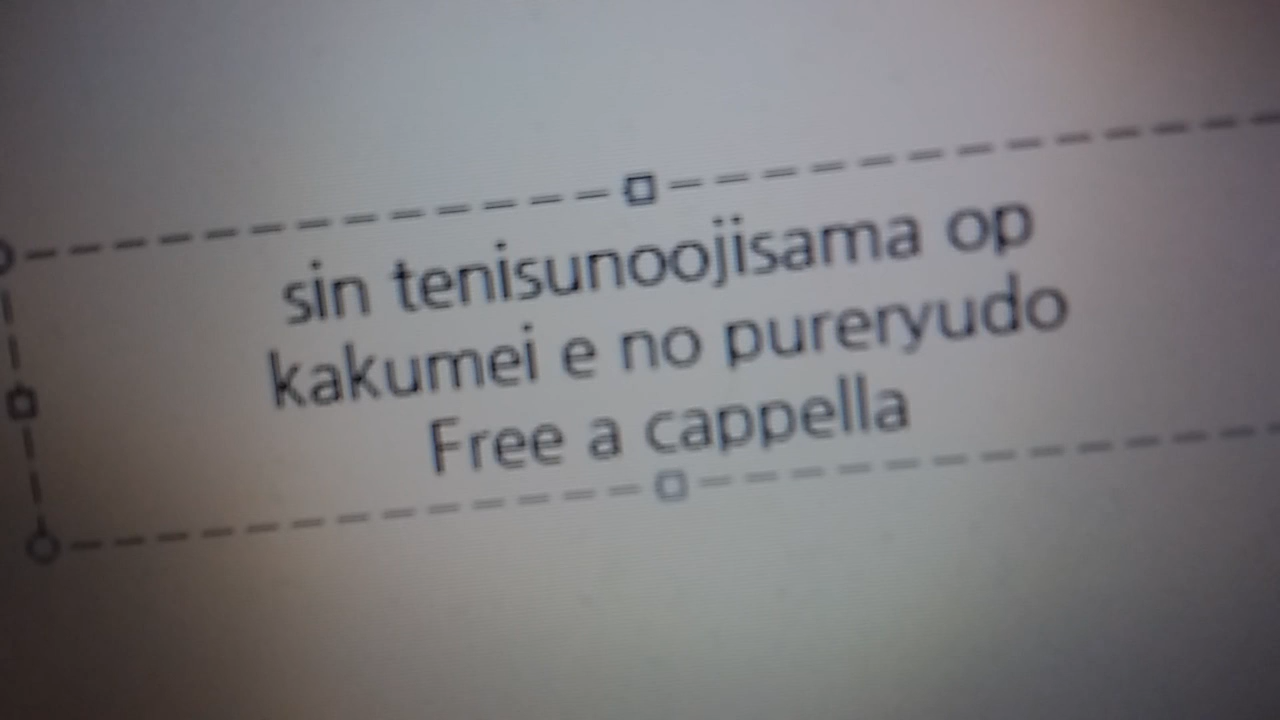 sin tenisunoojisama op
kakumei e no pureryudo
Free a cappella